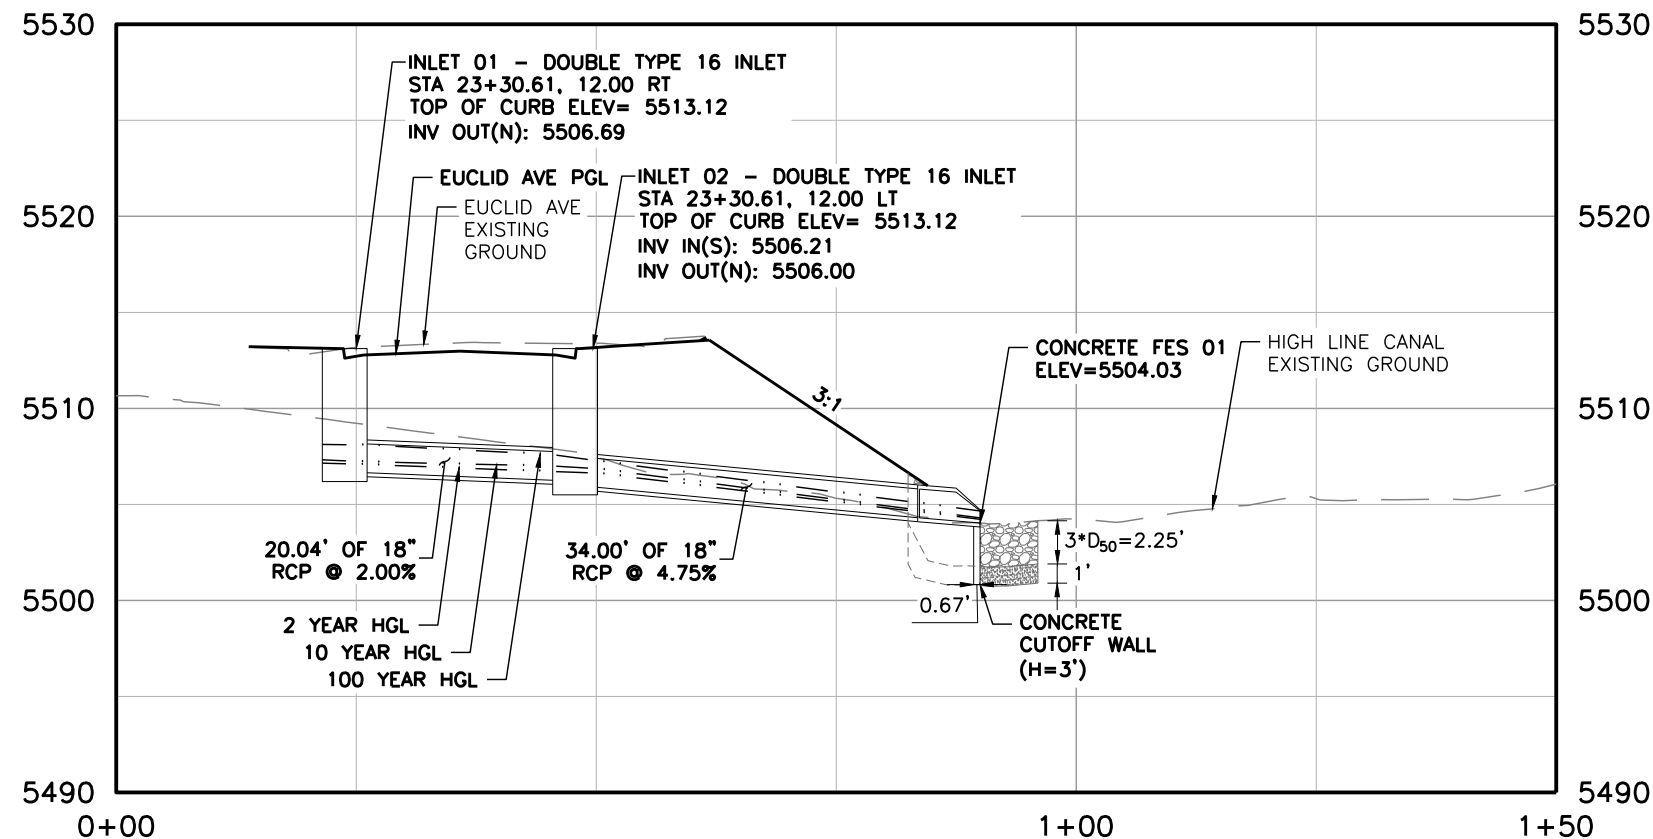 5530
5530
INLET 01 - DOUBLE TYPE 16 INLET
STA 23+30.61, 12.00 RT
TOP OF CURB ELEV= 5513.12
INV OUT(N): 5506.69
EUCLID AVE PGL
EUCLID AVE
EXISTING
GROUND
INLET 02 - DOUBLE TYPE 16 INLET
STA 23+30.61, 12.00 LT
TOP OF CURB ELEV= 5513.12
INV IN(S): 5506.21
INV OUT(N): 5506.00
5520
5520
CONCRETE FES 01
ELEV=5504.03
HIGH LINE CANAL
EXISTING GROUND
3:1
5510
5510
20.04' OF 18"
RCP @ 2.00%
34.00' OF 18"
RCP @ 4.75%
3*D50=2.25'
1'
0.67'
5500
5500
2 YEAR HGL
10 YEAR HGL
100 YEAR HGL
CONCRETE
CUTOFF WALL
(H=3')
5490
5490
0+00
1+00
1+50